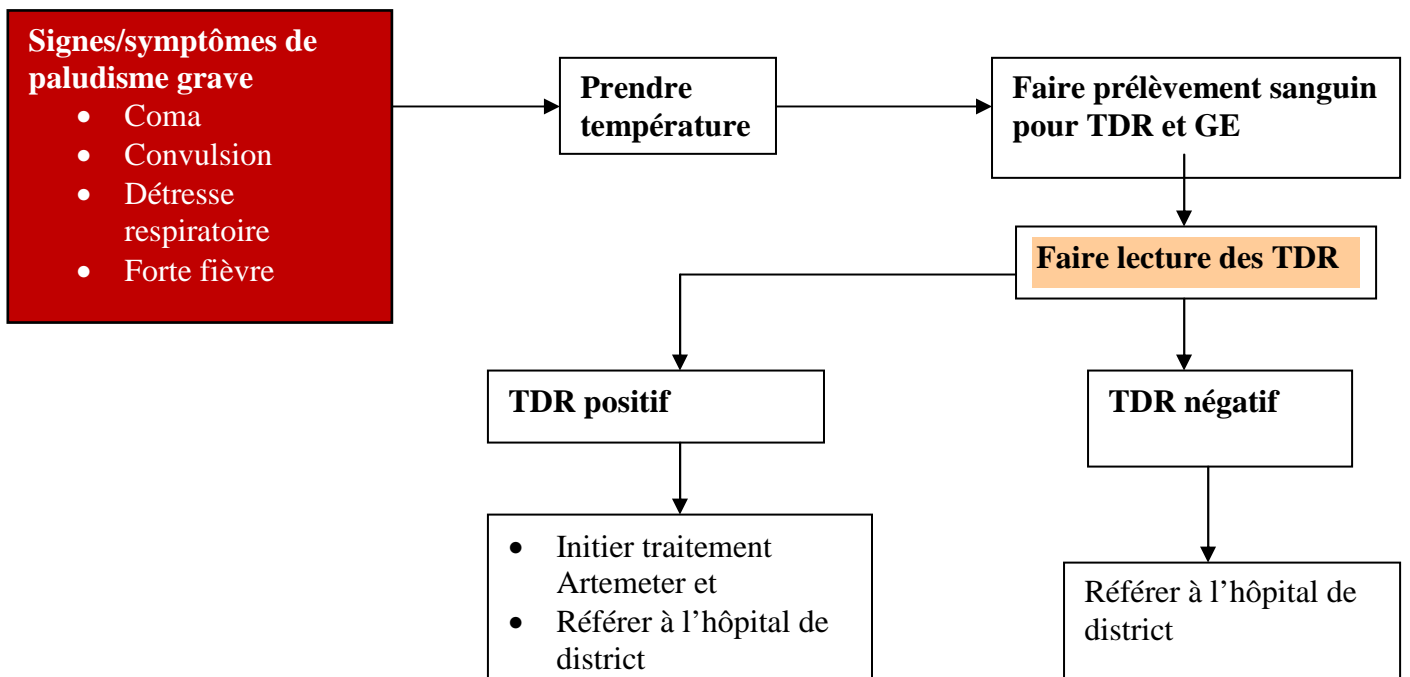 Signes/symptômes de
paludisme grave
• Coma
• Convulsion
• Détresse
respiratoire
• Forte fièvre
Prendre
température
Faire prélèvement sanguin
pour TDR et GE
Faire lecture des TDR
TDR positif
TDR négatif
• Initier traitement
Artemeter et
• Référer à l’hôpital de
district
Référer à l’hôpital de
district